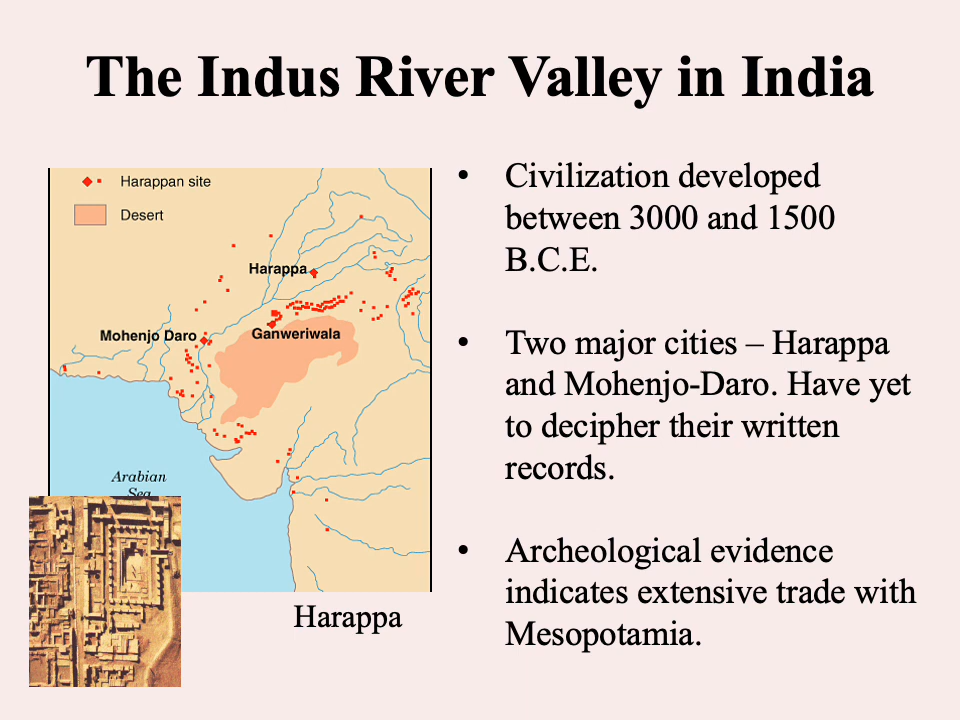 The Indus River Valley in India
Harappan site
Desert
Harappa
Mohenjo Daro
Ganweriwala
Arabian
Sea
Harappa
• Civilization developed
between 3000 and 1500
B.C.E.
• Two major cities – Harappa
and Mohenjo-Daro. Have yet
to decipher their written
records.
• Archeological evidence
indicates extensive trade with
Mesopotamia.